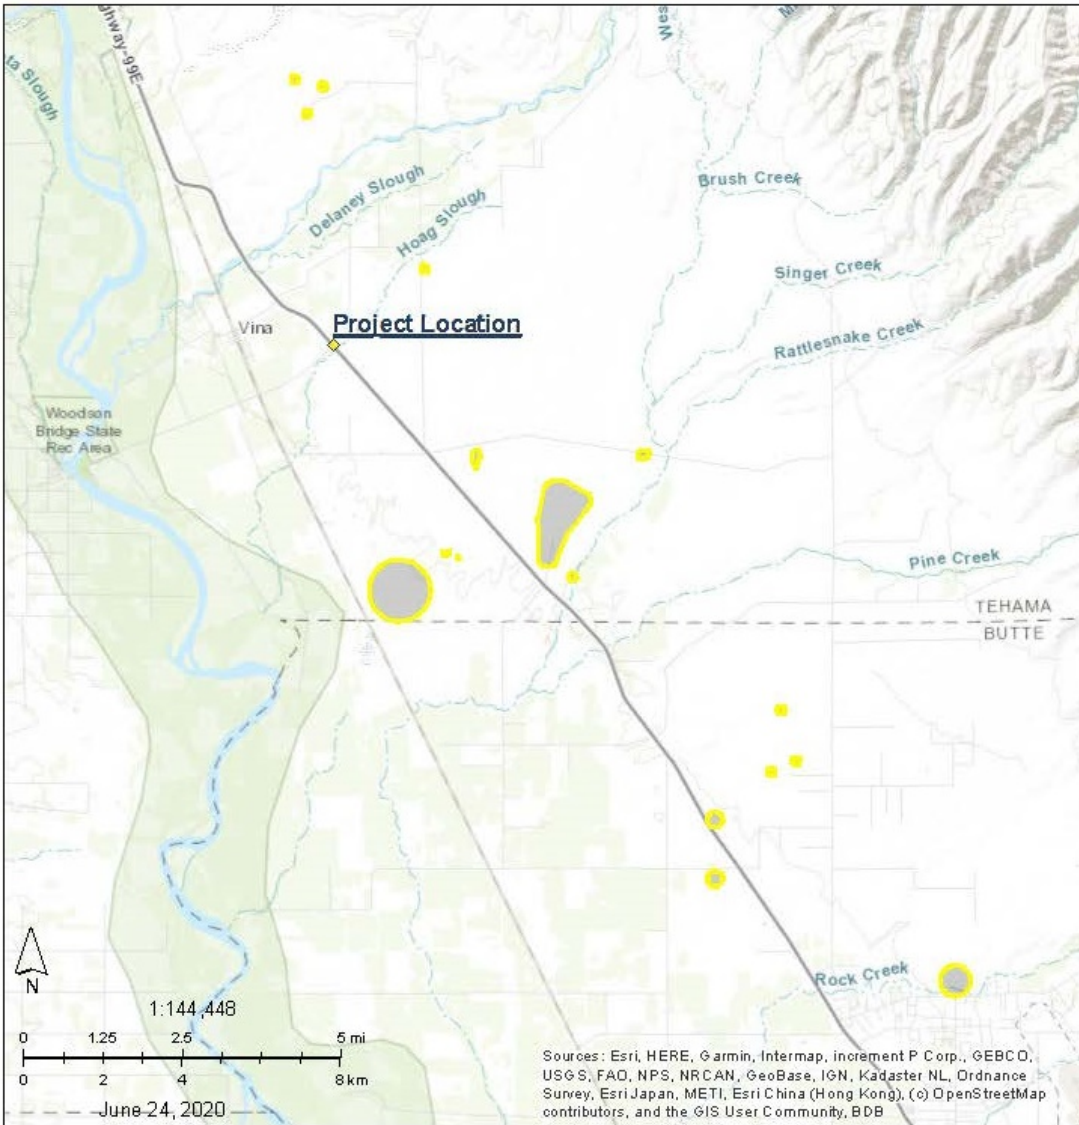 ghway-99E
ta Slough
Wes
Mi
Delaney Slough
Hoag Slough
Brush Creek
Singer Creek
Rattlesnake Creek
Vina
Project Location
Woodson
Bridge State
Rec Area
Pine Creek
TEHAMA
BUTTE
Rock Creek
N
1:144,448
0 1.25 2.5 5 mi
0 2 4 8 km
June 24, 2020
Sources: Esri, HERE, Garmin, Intermap, increment P Corp., GEBCO,
USGS, FAO, NPS, NRCAN, GeoBase, IGN, Kadaster NL, Ordnance
Survey, Esri Japan, METI, Esri China (Hong Kong), (c) OpenStreetMap
contributors, and the GIS User Community, BDB